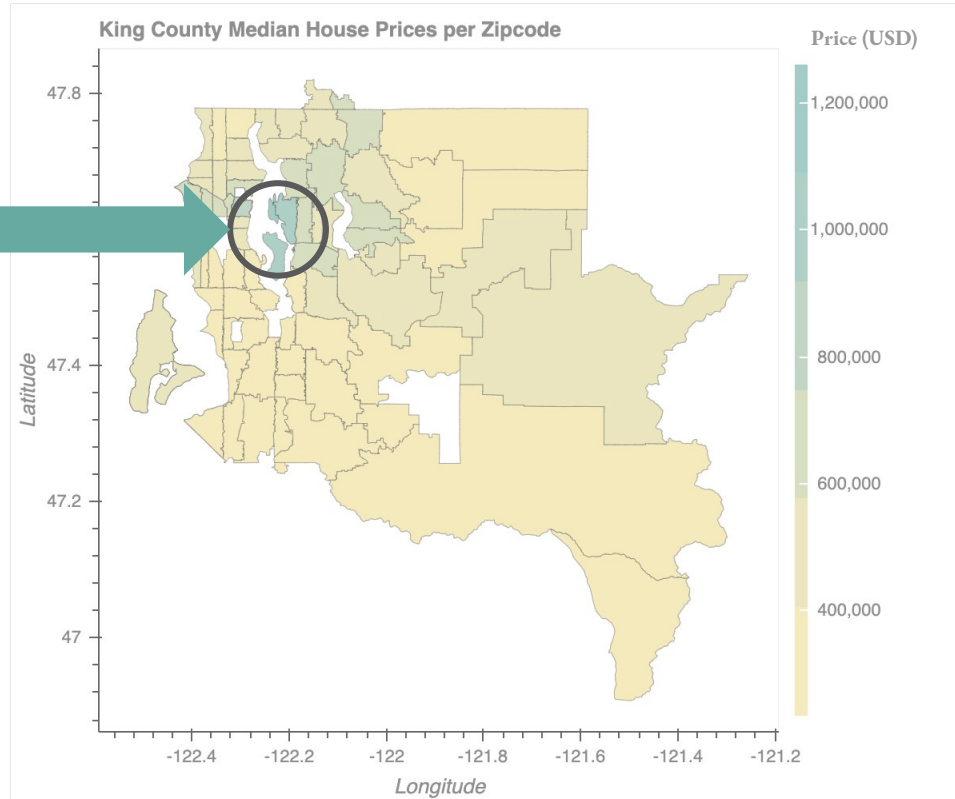 King County Median House Prices per Zipcode
Price (USD)
47.8
1,200,000
1,000,000
800,000
47.4
600,000
47.2
400,000
47
Latitude
-122.4 -122.2 -122 -121.8 -121.6 -121.4 -121.2
Longitude